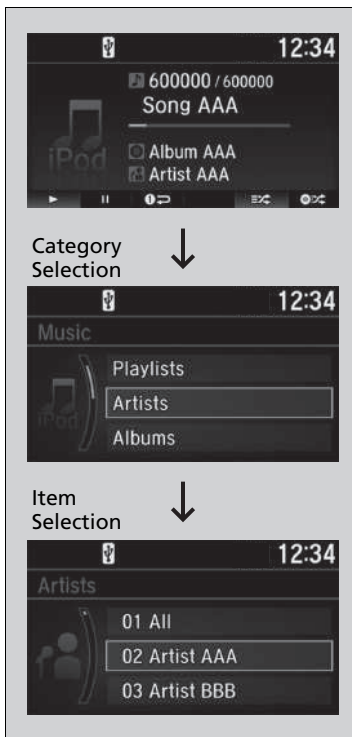 12:34
600000 / 600000
Song AAA
iPod
Album AAA
Artist AAA
Category
Selection
12:34
Music
Playlists
iPod
Artists
Albums
Item
Selection
12:34
Artists
01 All
02 Artist AAA
03 Artist BBB